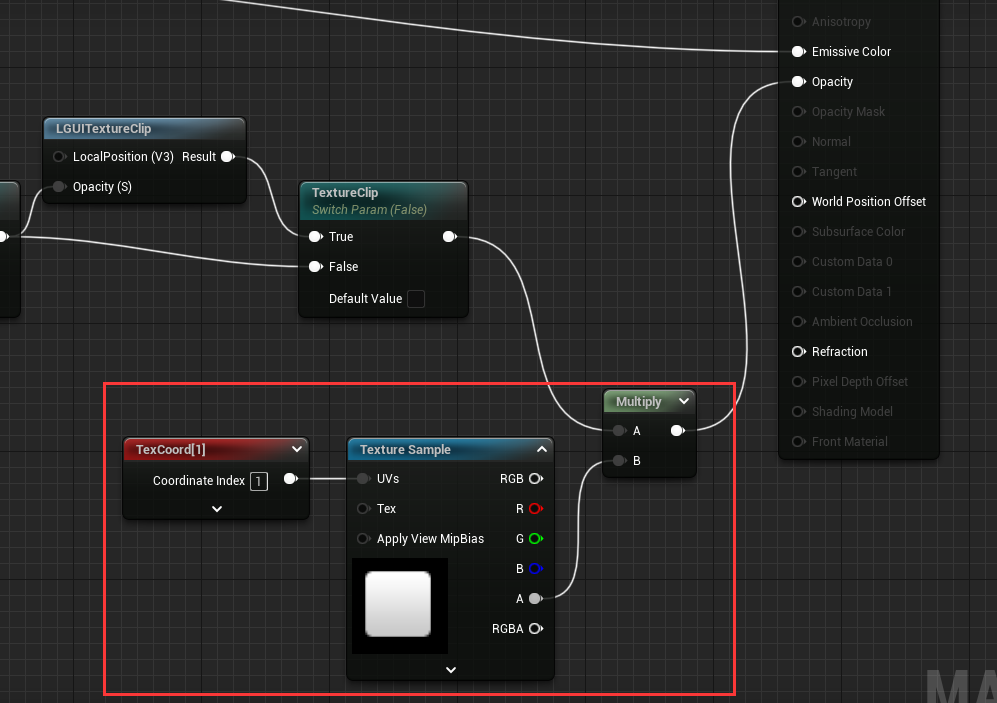 Anisotropy
Emissive Color
Opacity
Opacity Mask
Normal
Tangent
World Position Offset
Subsurface Color
Custom Data 0
Custom Data 1
Ambient Occlusion
Refraction
Pixel Depth Offset
Shading Model
Front Material
LGUITextureClip
LocalPosition (V3) Result
Opacity (S)
TextureClip
Switch Param (False)
True
False
Default Value
Multiply
A
B
TexCoord[1]
Coordinate Index 1
Texture Sample
UVs RGB
Tex R
Apply View MipBias G
B
A
RGBA
MA